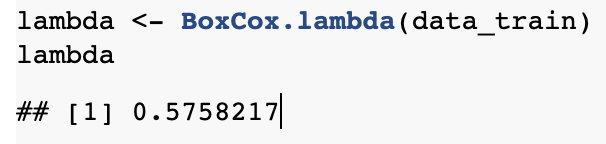 lambda <- BoxCox.lambda(data_train)
lambda
## [1] 0.5758217